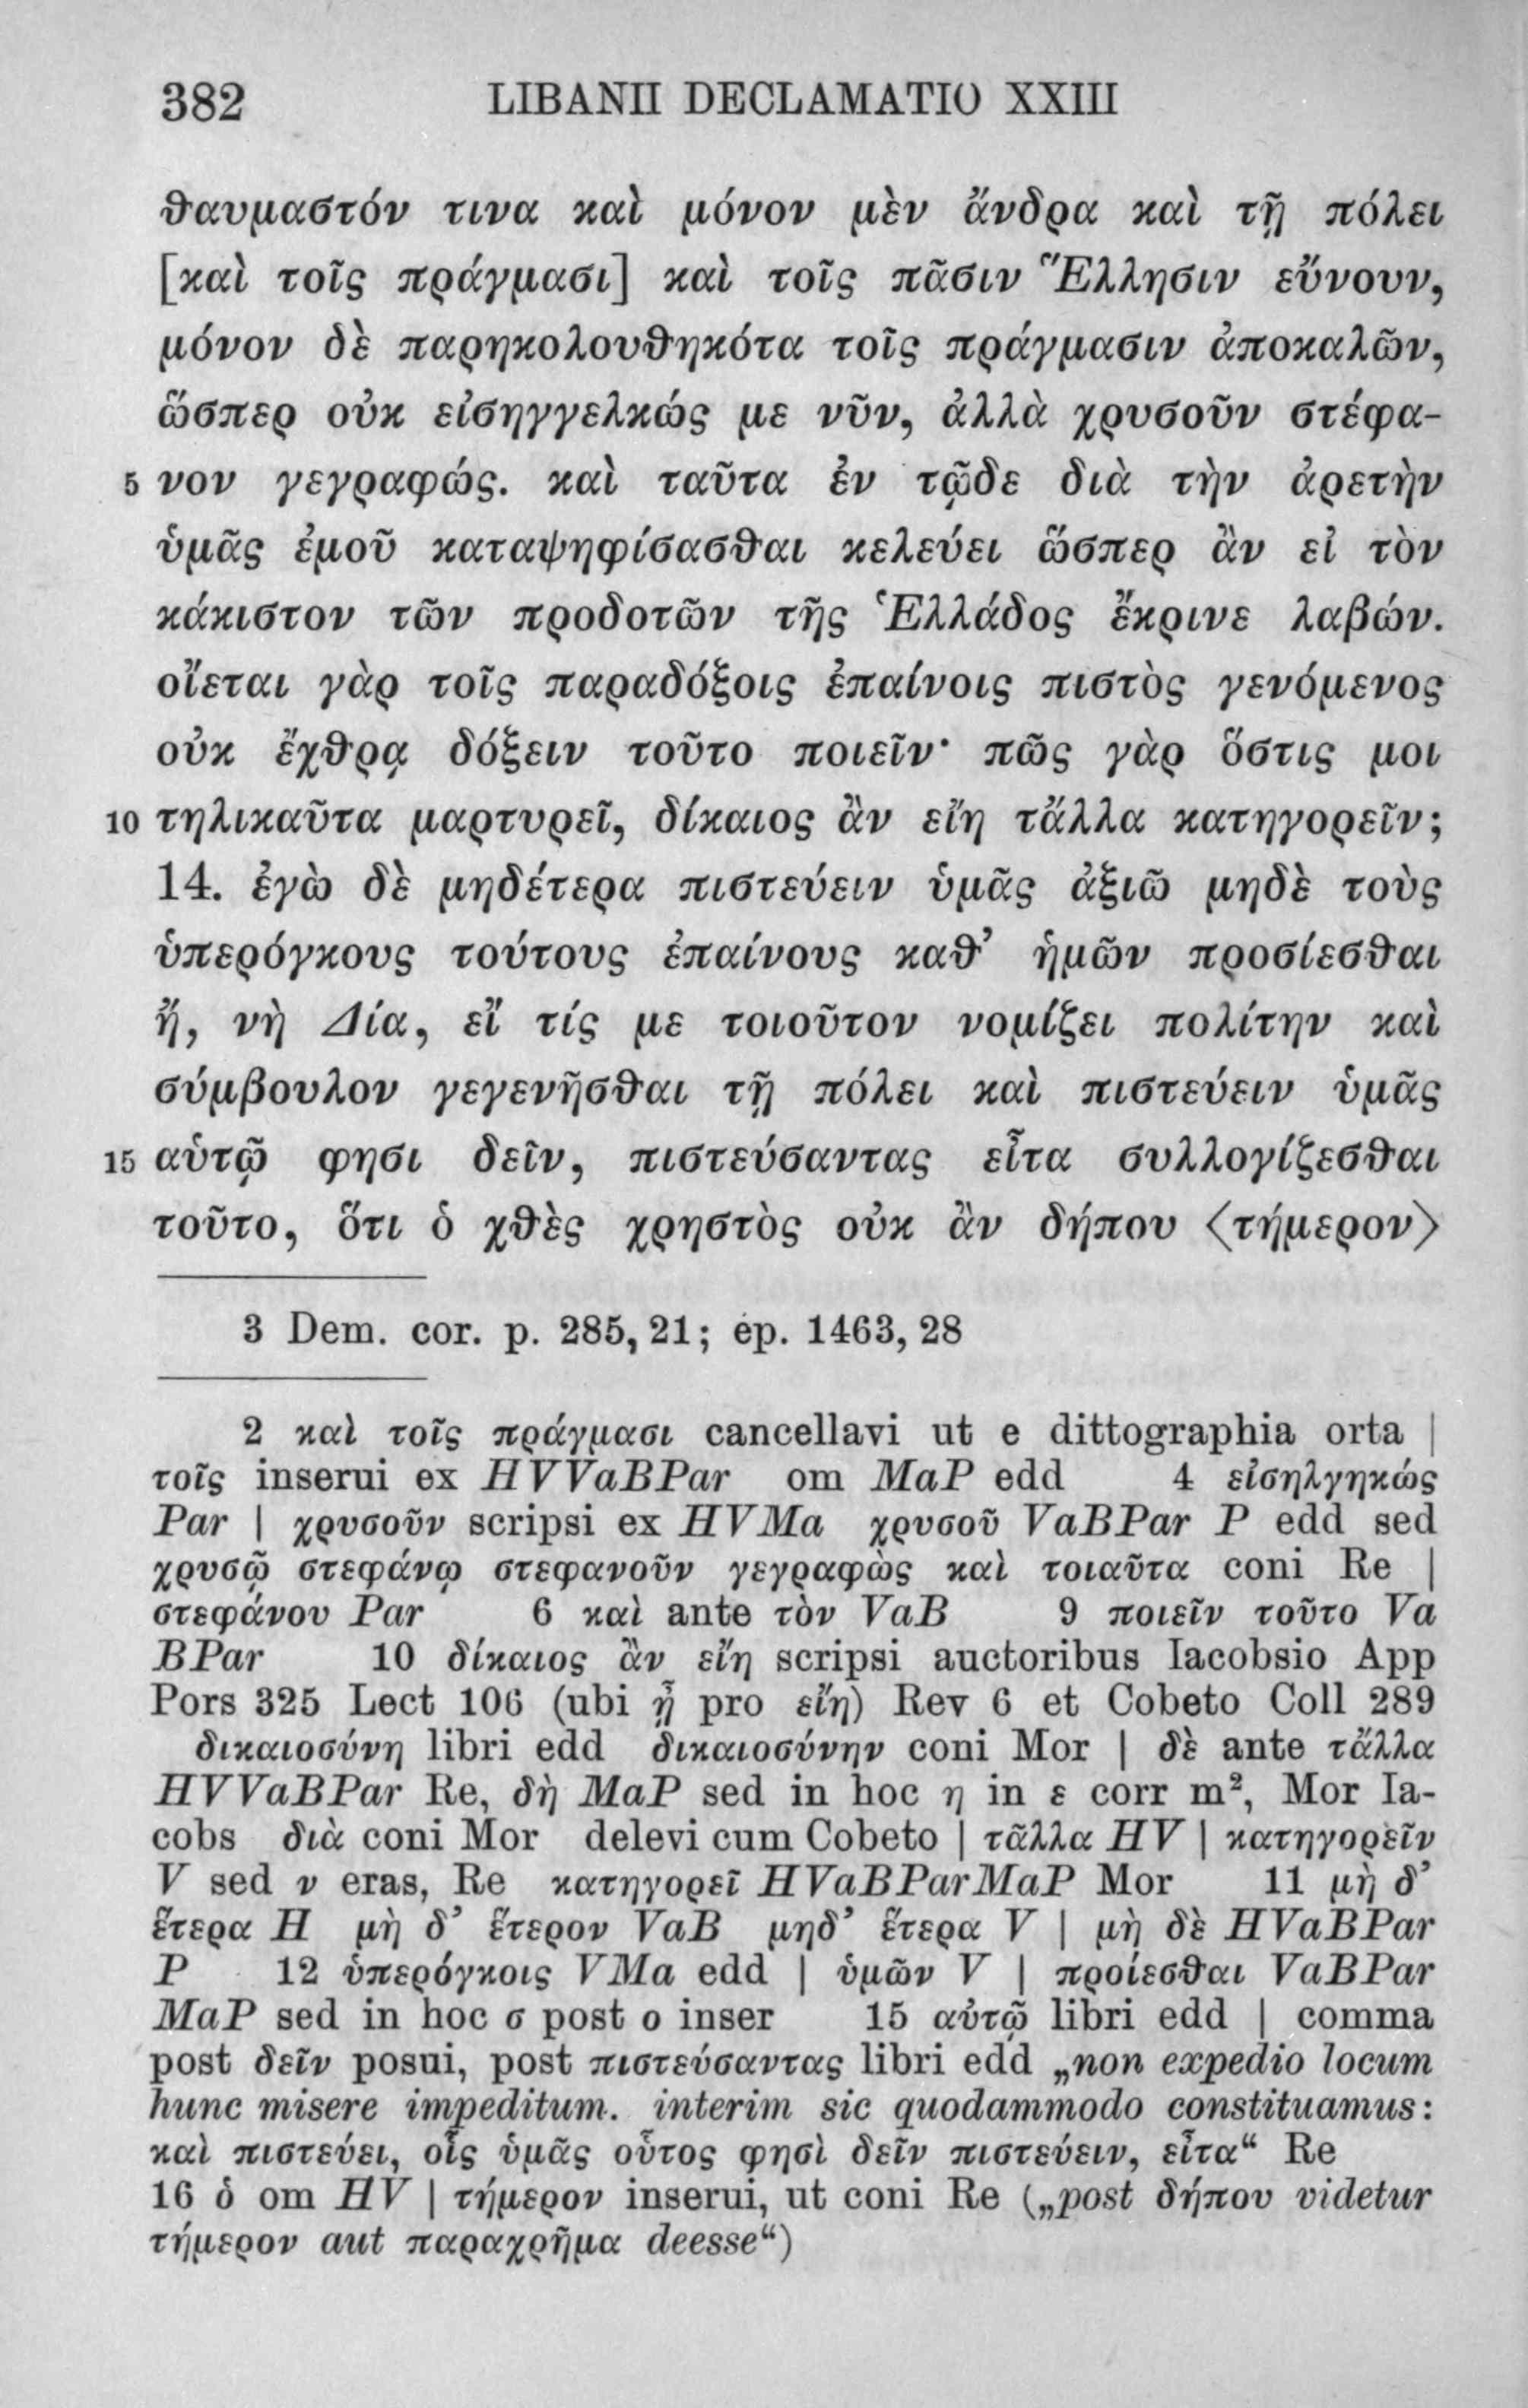 382 LIBANII DECLAMATIO XXIII
θαυμαστόν τινα καὶ μόνον μὲν ἄνδρα καὶ τῇ πόλει
[καὶ τοῖς πράγμασι] καὶ τοῖς πᾶσιν Ἕλλησιν εὔνουν,
μόνον δὲ παρηκολουθηκότα τοῖς πράγμασιν ἀποκαλῶν,
ὥσπερ οὐκ εἰσηγγελκώς με νῦν, ἀλλὰ χρυσοῦν στέφα-
5 νον γεγραφώς. καὶ ταῦτα ἐν τῷδε διὰ τὴν ἀρετὴν
ὑμᾶς ἐμοῦ καταψηφίσασθαι κελεύει ὥσπερ ἂν εἰ τὸν
κάκιστον τῶν προδοτῶν τῆς Ἑλλάδος ἔκρινε λαβών.
οἴεται γὰρ τοῖς παραδόξοις ἐπαίνοις πιστὸς γενόμενος
οὐκ ἔχθρᾳ δόξειν τοῦτο ποιεῖν· πῶς γὰρ ὅστις μοι
10 τηλικαῦτα μαρτυρεῖ, δίκαιος ἂν εἴη τἄλλα κατηγορεῖν;
14. ἐγὼ δὲ μηδέτερα πιστεύειν ὑμᾶς ἀξιῶ μηδὲ τοὺς
ὑπερόγκους τούτους ἐπαίνους καθ’ ἡμῶν προσίεσθαι
ἤ, νὴ Δία, εἴ τίς με τοιοῦτον νομίζει πολίτην καὶ
σύμβουλον γεγενῆσθαι τῇ πόλει καὶ πιστεύειν ὑμᾶς
15 αὑτῷ φησι δεῖν, πιστεύσαντας εἶτα συλλογίζεσθαι
τοῦτο, ὅτι ὁ χθὲς χρηστὸς οὐκ ἂν δήπου ⟨τήμερον⟩
3 Dem. cor. p. 285, 21; ep. 1463, 28
2 καὶ τοῖς πράγμασι cancellavi ut e dittographia orta |
τοῖς inserui ex HVVaBPar om MaP edd 4 εἰσηλγηκώς
Par | χρυσοῦν scripsi ex HVMa χρυσοῦ VaBPar P edd sed
χρυσῷ στεφάνῳ στεφανοῦν γεγραφὼς καὶ τοιαῦτα coni Re |
στεφάνου Par 6 καὶ ante τὸν VaB 9 ποιεῖν τοῦτο Va
BPar 10 δίκαιος ἂν εἴη scripsi auctoribus Iacobsio App
Pors 325 Lect 106 (ubi ᾖ pro εἴη) Rev 6 et Cobeto Coll 289
δικαιοσύνη libri edd δικαιοσύνην coni Mor | δὲ ante τἄλλα
HVVaBPar Re, δὴ MaP sed in hoc η in ε corr m², Mor Ia-
cobs διὰ coni Mor delevi cum Cobeto | τᾶλλα HV | κατηγορεῖν
V sed ν eras, Re κατηγορεῖ HVaBParMaP Mor 11 μὴ δ’
ἕτερα H μὴ δ’ ἕτερον VaB μηδ’ ἕτερα V | μὴ δὲ HVaBPar
P 12 ὑπερόγκοις VMa edd | ὑμῶν V | προίεσθαι VaBPar
MaP sed in hoc σ post ο inser 15 αὐτῷ libri edd | comma
post δεῖν posui, post πιστεύσαντας libri edd „non expedio locum
hunc misere impeditum. interim sic quodammodo constituamus:
καὶ πιστεύει, οἷς ὑμᾶς οὗτος φησὶ δεῖν πιστεύειν, εἶτα“ Re
16 ὁ om HV | τήμερον inserui, ut coni Re („post δήπου videtur
τήμερον aut παραχρῆμα deesse“)